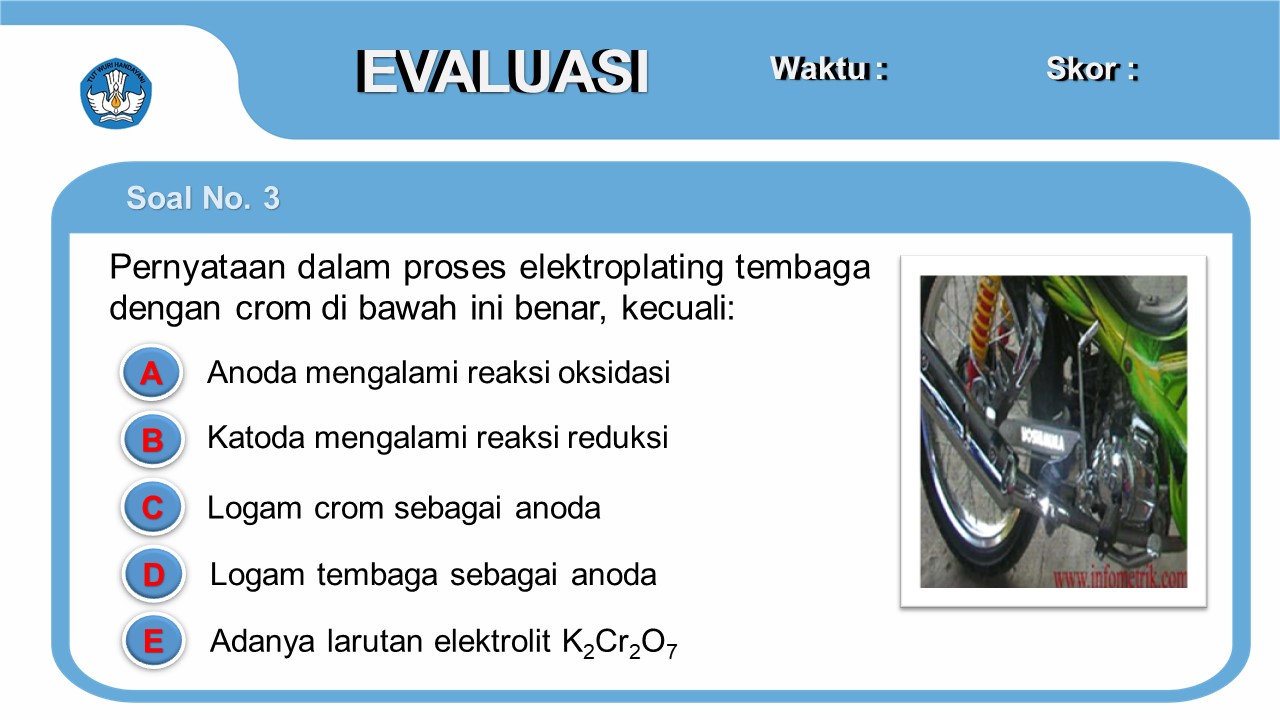 TUT WURI HANDAYANI
EVALUASI
Waktu :
Skor :
Soal No. 3
Pernyataan dalam proses elektroplating tembaga
dengan crom di bawah ini benar, kecuali:
A Anoda mengalami reaksi oksidasi
B Katoda mengalami reaksi reduksi
C Logam crom sebagai anoda
D Logam tembaga sebagai anoda
E Adanya larutan elektrolit K₂Cr₂O₇
www.infometrik.com